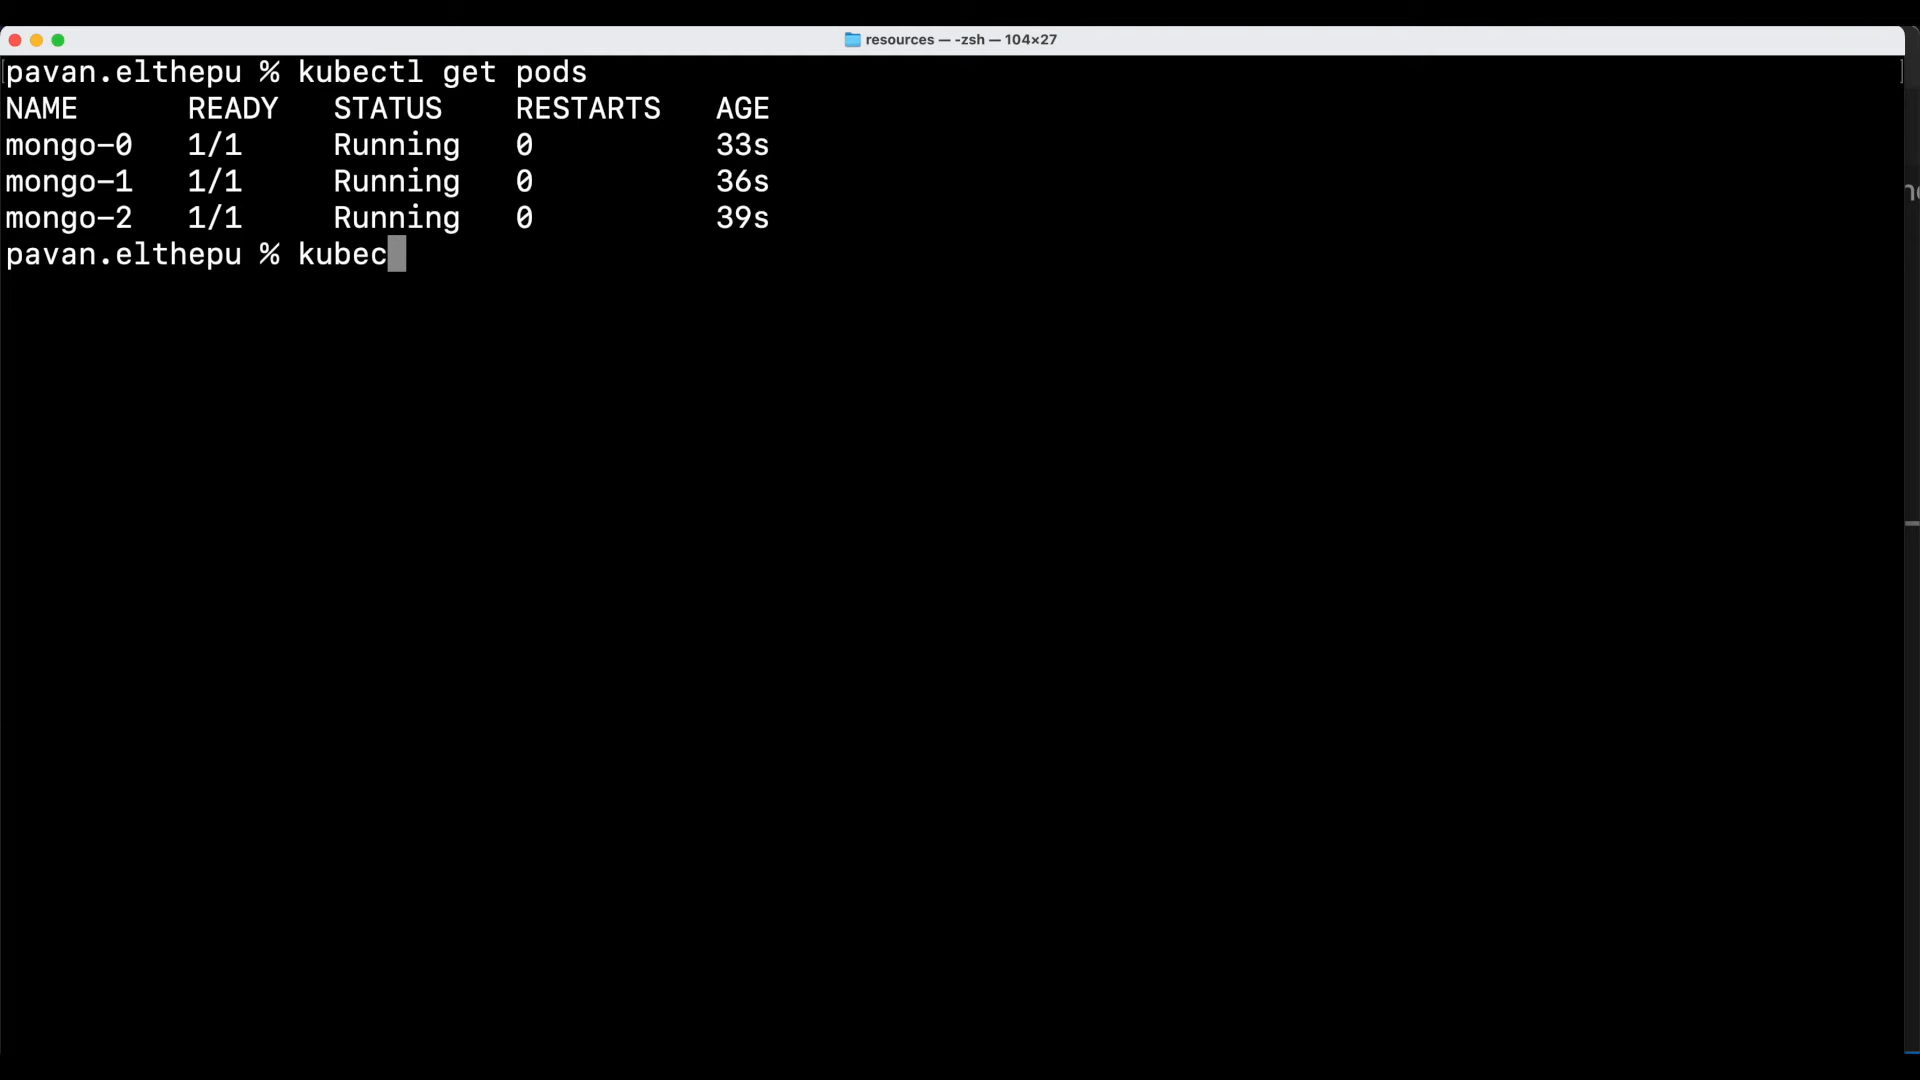 resources — -zsh — 104×27
pavan.elthepu % kubectl get pods
NAME READY STATUS RESTARTS AGE
mongo-0 1/1 Running 0 33s
mongo-1 1/1 Running 0 36s
mongo-2 1/1 Running 0 39s
pavan.elthepu % kubec